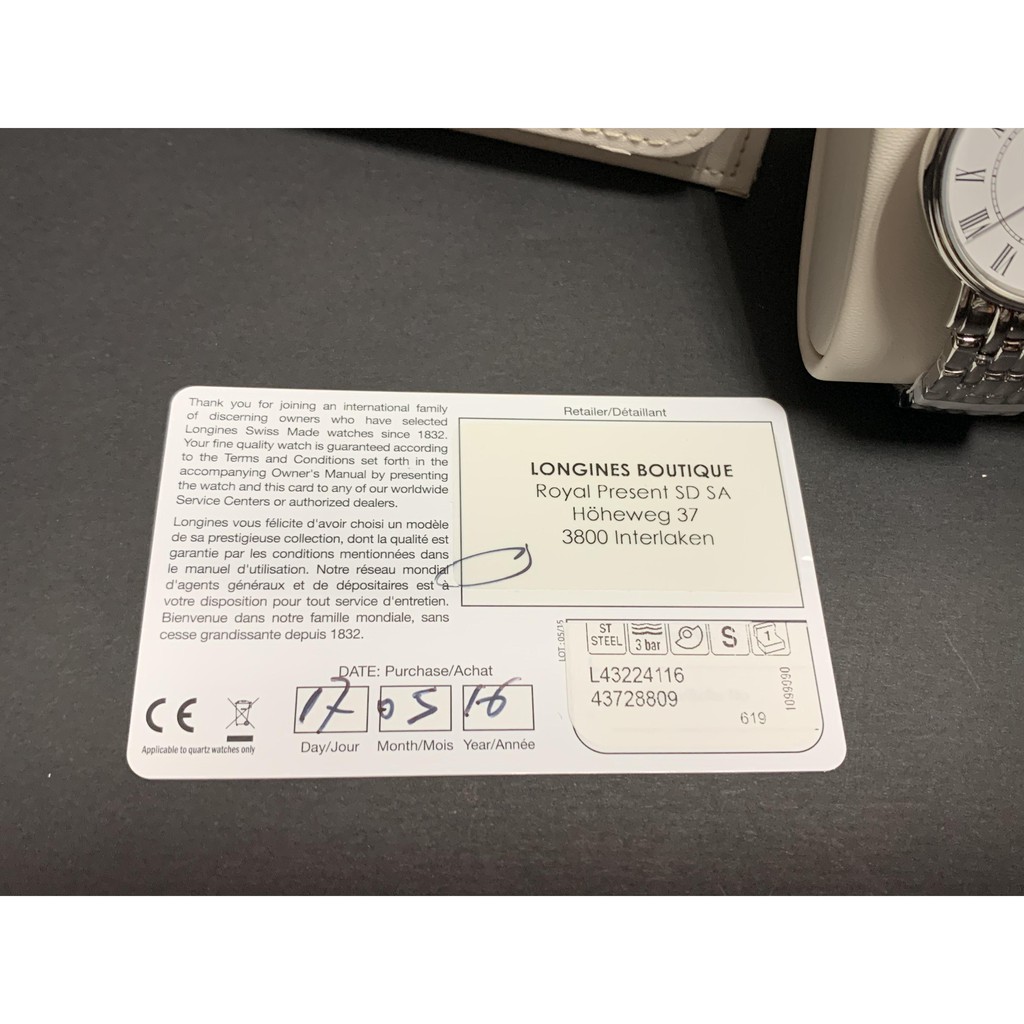 Thank you for joining an international family
of discerning owners who have selected
Longines Swiss Made watches since 1832.
Your fine quality watch is guaranteed according
to the Terms and Conditions set forth in the
accompanying Owner's Manual by presenting
the watch and this card to any of our worldwide
Service Centers or authorized dealers.
Longines vous félicite d'avoir choisi un modèle
de sa prestigieuse collection, dont la qualité est
garantie par les conditions mentionnées dans
le manuel d'utilisation. Notre réseau mondial
d'agents généraux et de dépositaires est à
votre disposition pour tout service d'entretien.
Bienvenue dans notre famille mondiale, sans
cesse grandissante depuis 1832.
Retailer/Détaillant
LONGINES BOUTIQUE
Royal Present SD SA
Höheweg 37
3800 Interlaken
LOT: 05/15
ST
STEEL
3 bar
S
1
L43224116
43728809
619
DATE: Purchase/Achat
17 05 16
Day/Jour Month/Mois Year/Année
CE
Applicable to quartz watches only
IX
VIII
VII